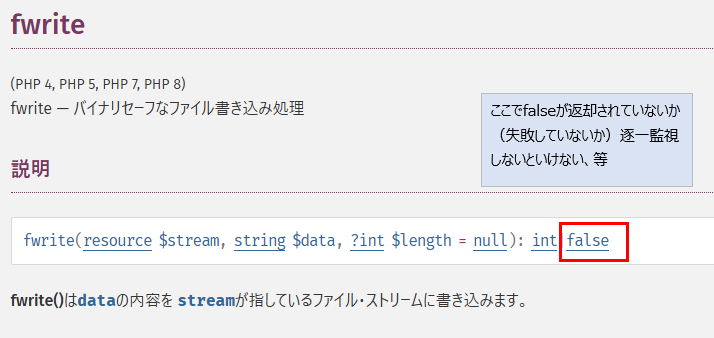 fwrite
(PHP 4, PHP 5, PHP 7, PHP 8)
fwrite — バイナリセーフなファイル書き込み処理
ここでfalseが返却されていないか
（失敗していないか）逐一監視
しないといけない、等
説明
fwrite(resource $stream, string $data, ?int $length = null): int|false
fwrite()はdataの内容を streamが指しているファイル・ストリームに書き込みます。